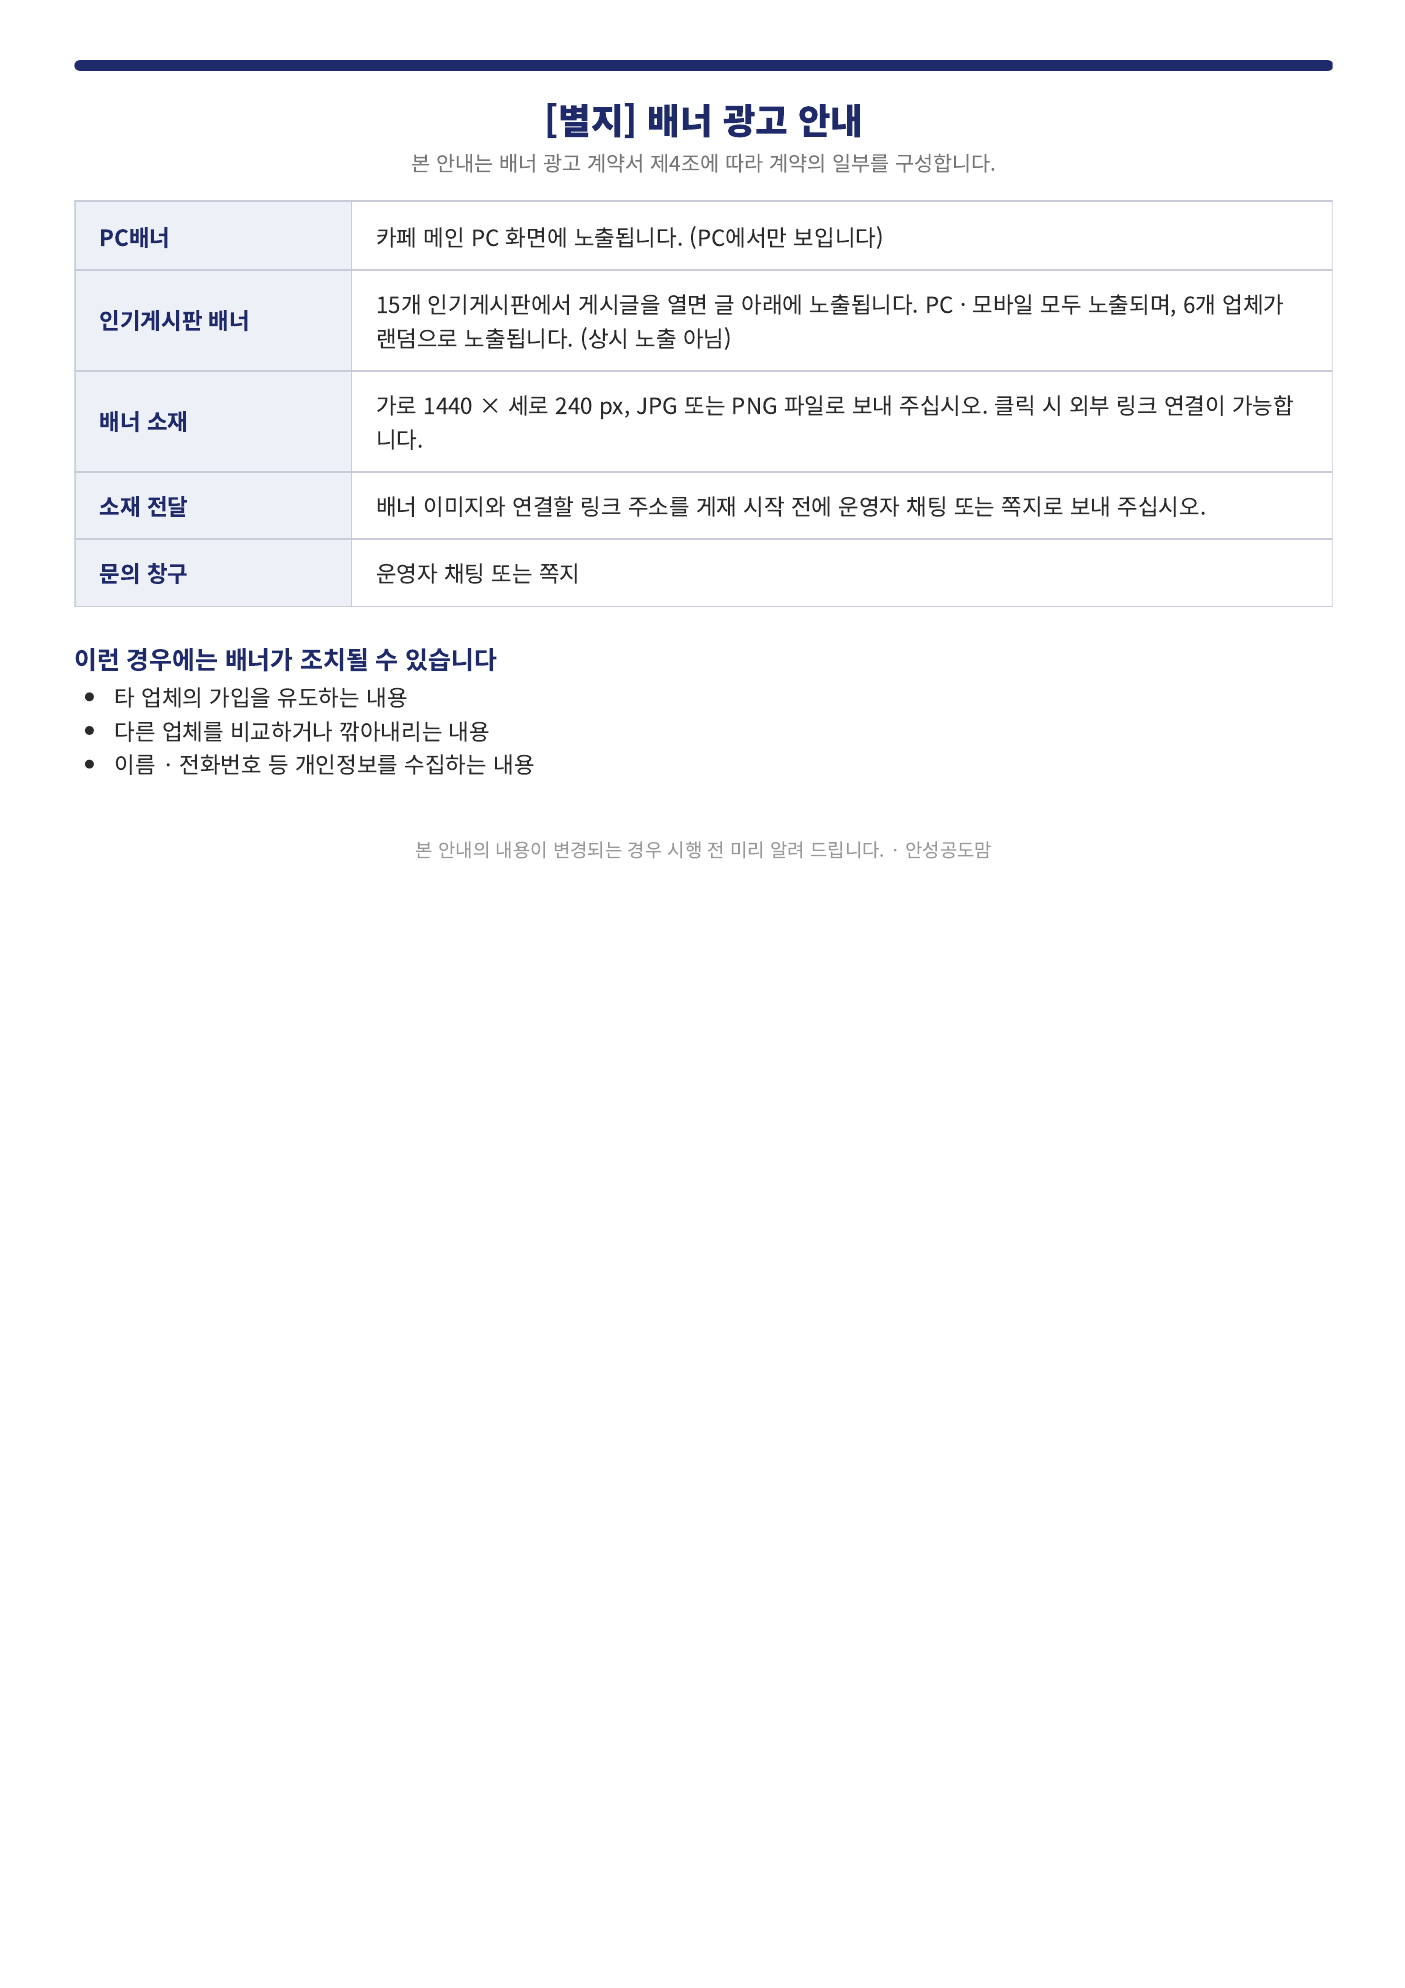 [별지] 배너 광고 안내
본 안내는 배너 광고 계약서 제4조에 따라 계약의 일부를 구성합니다.
PC배너
카페 메인 PC 화면에 노출됩니다. (PC에서만 보입니다)
인기게시판 배너
15개 인기게시판에서 게시글을 열면 글 아래에 노출됩니다. PC · 모바일 모두 노출되며, 6개 업체가
랜덤으로 노출됩니다. (상시 노출 아님)
배너 소재
가로 1440 × 세로 240 px, JPG 또는 PNG 파일로 보내 주십시오. 클릭 시 외부 링크 연결이 가능합
니다.
소재 전달
배너 이미지와 연결할 링크 주소를 게재 시작 전에 운영자 채팅 또는 쪽지로 보내 주십시오.
문의 창구
운영자 채팅 또는 쪽지
이런 경우에는 배너가 조치될 수 있습니다
● 타 업체의 가입을 유도하는 내용
● 다른 업체를 비교하거나 깎아내리는 내용
● 이름 · 전화번호 등 개인정보를 수집하는 내용
본 안내의 내용이 변경되는 경우 시행 전 미리 알려 드립니다. · 안성공도맘